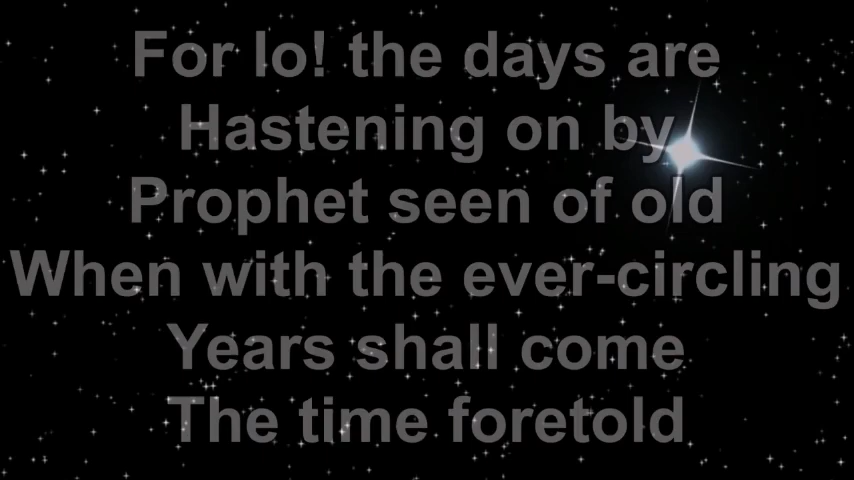 For lo! the days are
Hastening on by
Prophet seen of old
When with the ever-circling
Years shall come
The time foretold